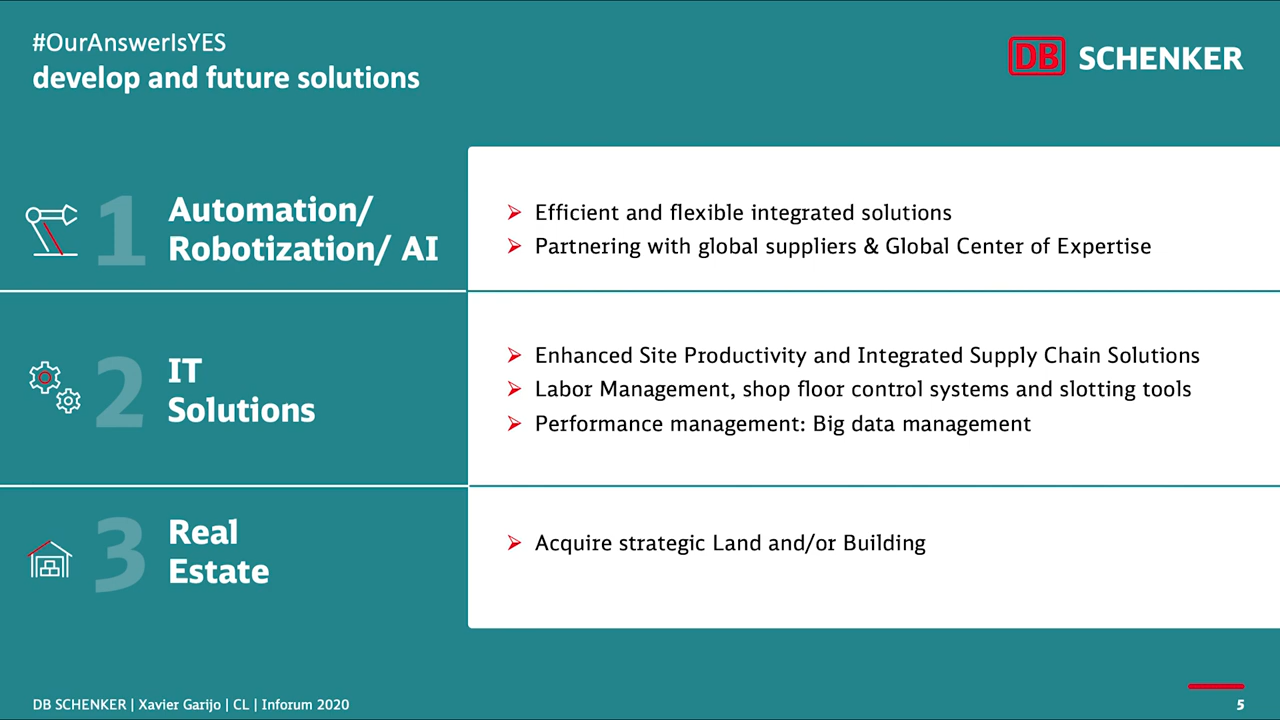 #OurAnswerIsYES
develop and future solutions
DB SCHENKER
1
Automation/
Robotization/ AI
Efficient and flexible integrated solutions
Partnering with global suppliers & Global Center of Expertise
2
IT
Solutions
Enhanced Site Productivity and Integrated Supply Chain Solutions
Labor Management, shop floor control systems and slotting tools
Performance management: Big data management
3
Real
Estate
Acquire strategic Land and/or Building
DB SCHENKER | Xavier Garijo | CL | Inforum 2020
5